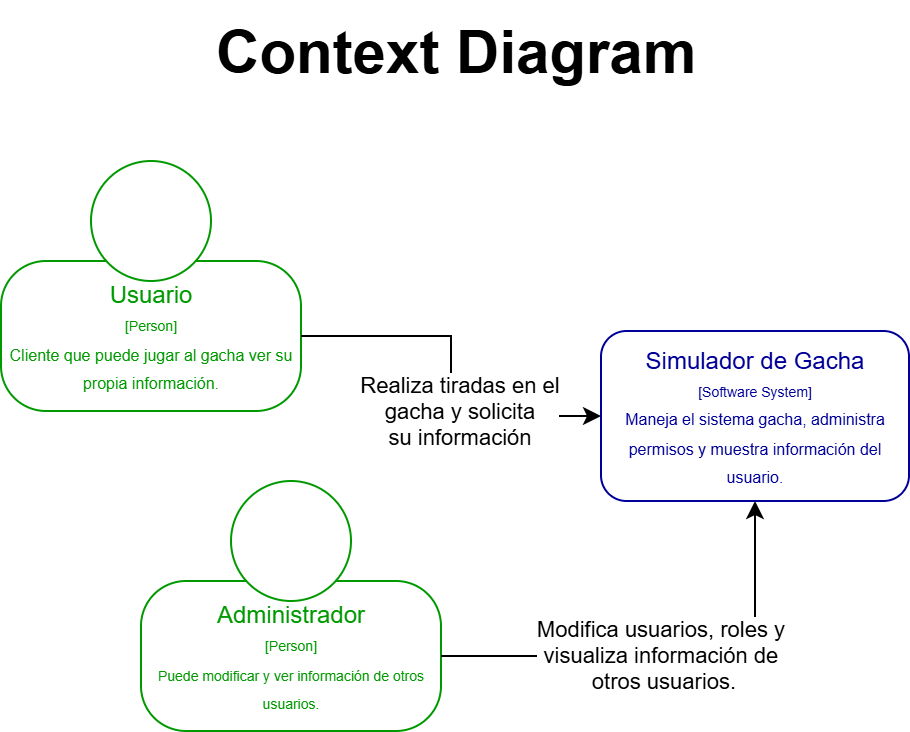 Context Diagram
Usuario
[Person]
Cliente que puede jugar al gacha ver su
propia información.
Realiza tiradas en el
gacha y solicita
su información
Simulador de Gacha
[Software System]
Maneja el sistema gacha, administra
permisos y muestra información del
usuario.
Administrador
[Person]
Puede modificar y ver información de otros
usuarios.
Modifica usuarios, roles y
visualiza información de
otros usuarios.